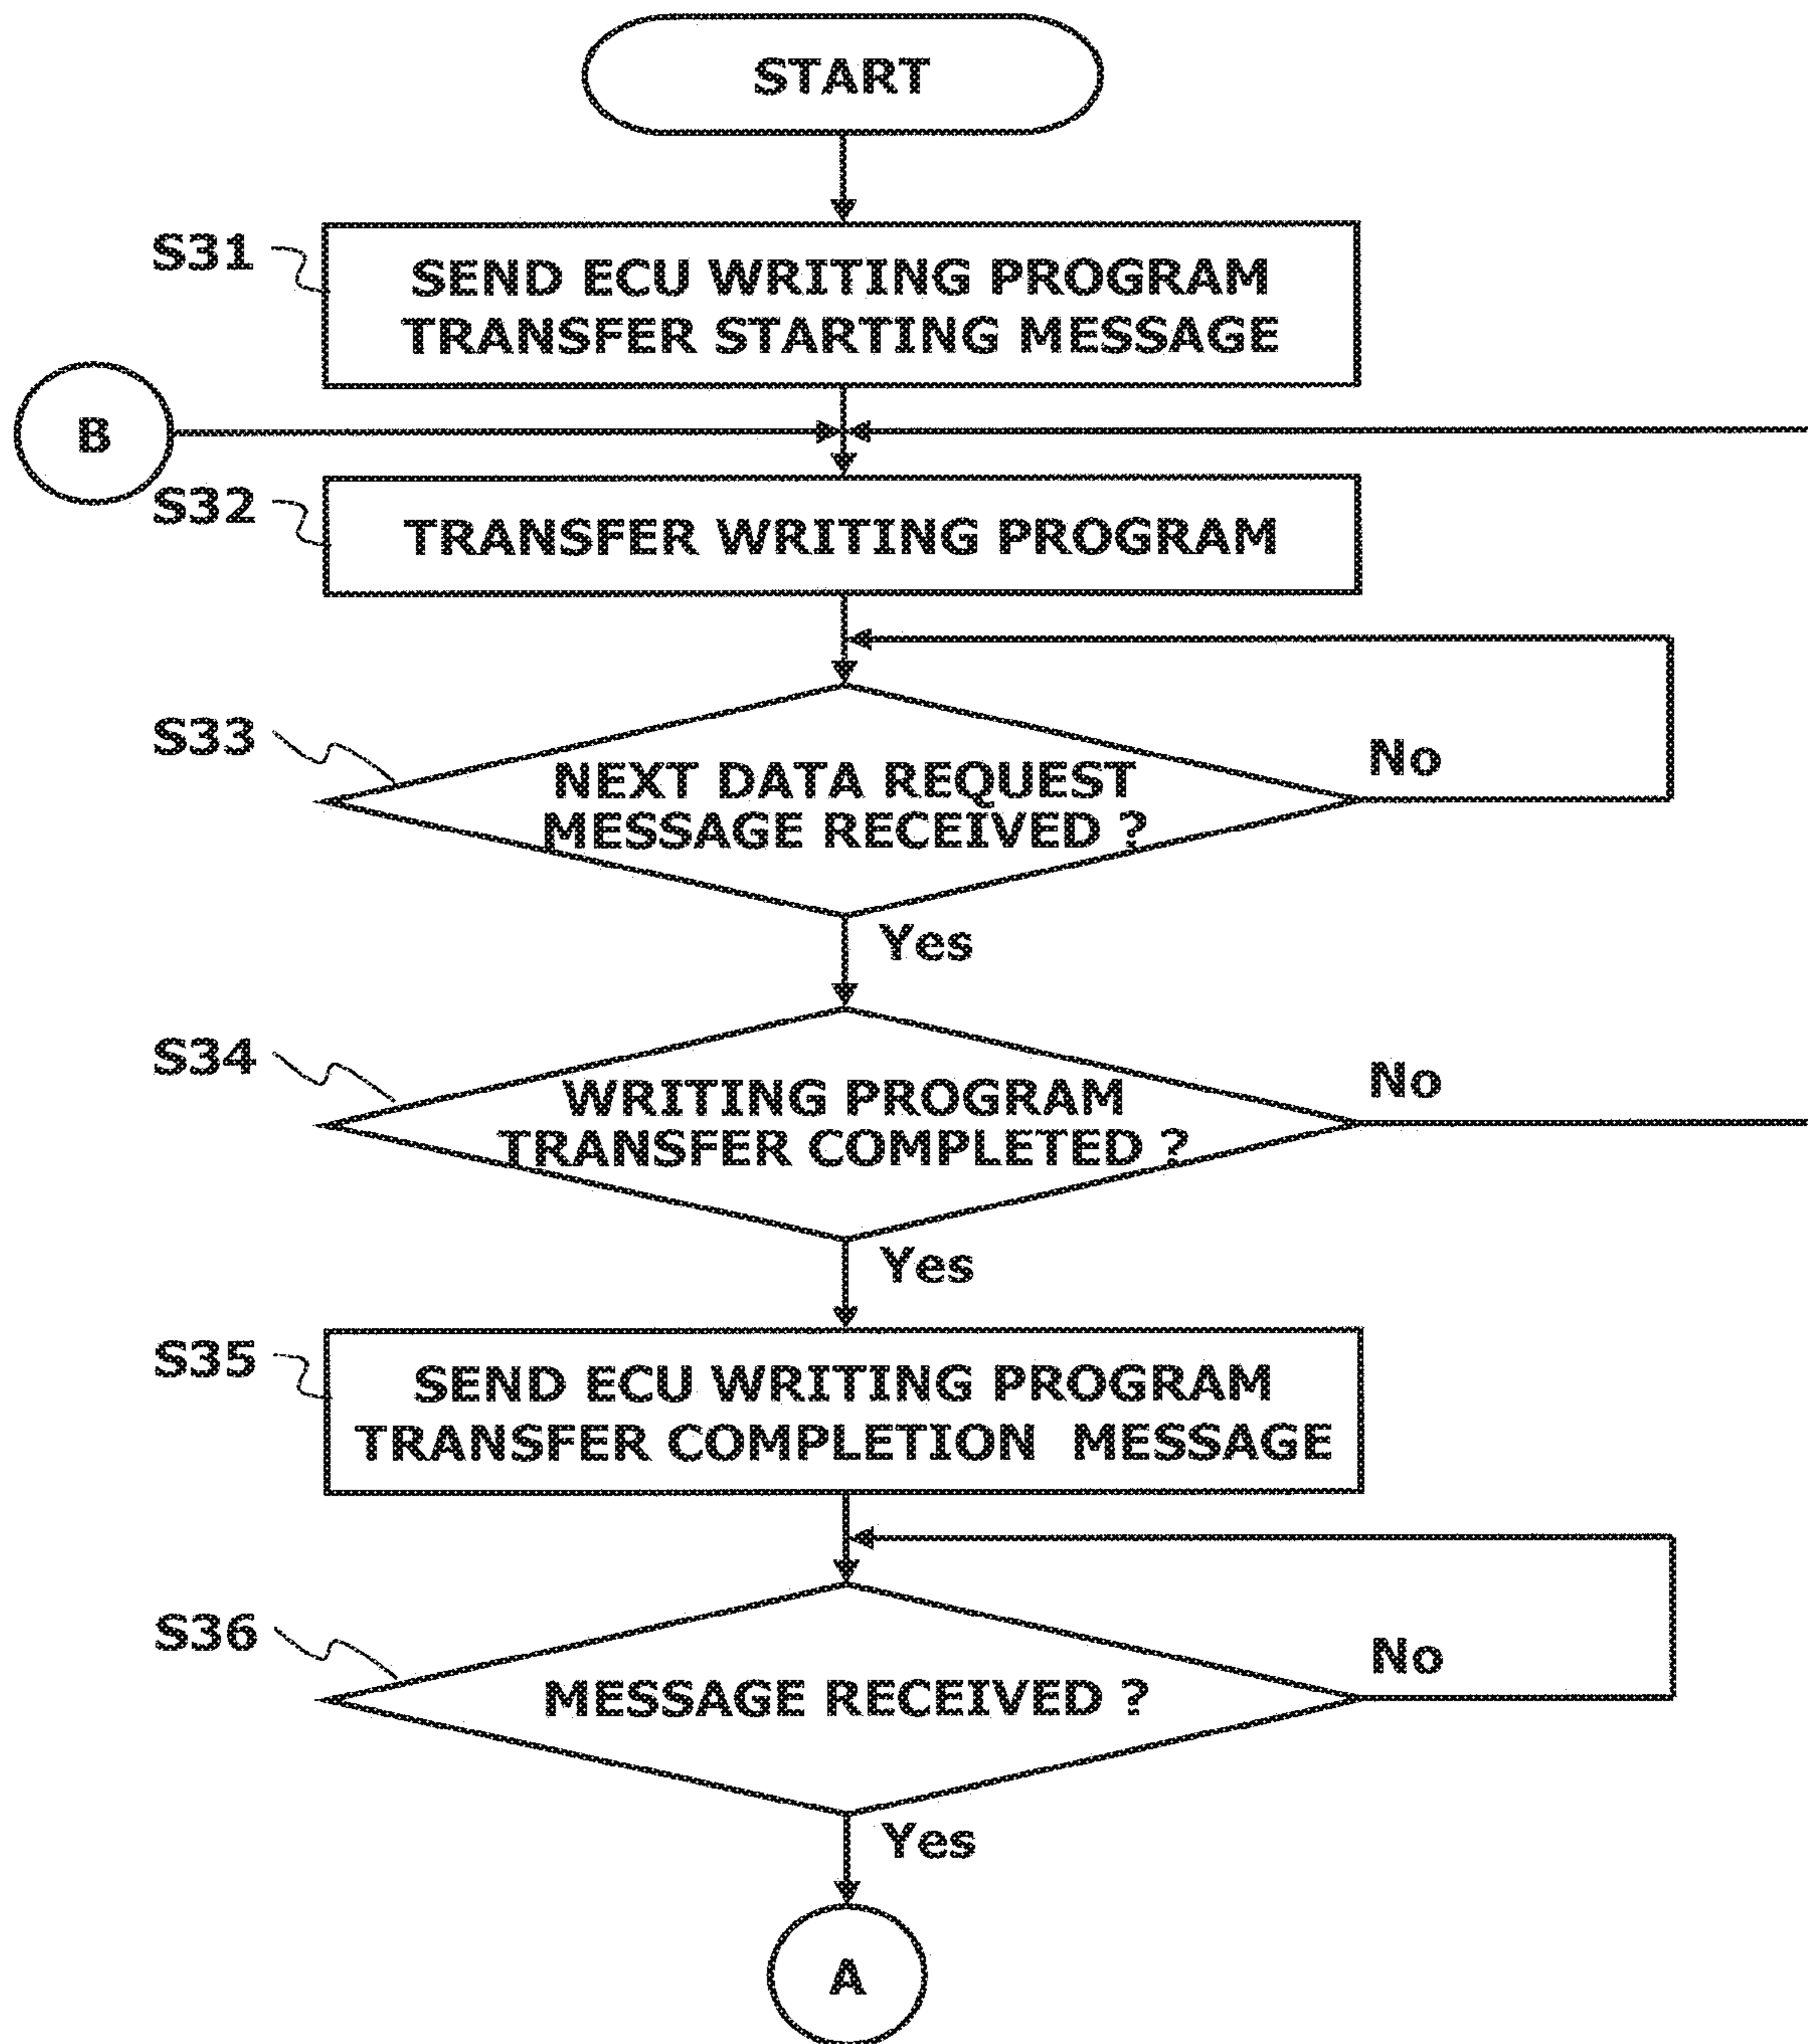 START
S31
SEND ECU WRITING PROGRAM
TRANSFER STARTING MESSAGE
B
S32
TRANSFER WRITING PROGRAM
S33
NEXT DATA REQUEST
MESSAGE RECEIVED ?
No
Yes
S34
WRITING PROGRAM
TRANSFER COMPLETED ?
No
Yes
S35
SEND ECU WRITING PROGRAM
TRANSFER COMPLETION MESSAGE
S36
MESSAGE RECEIVED ?
No
Yes
A